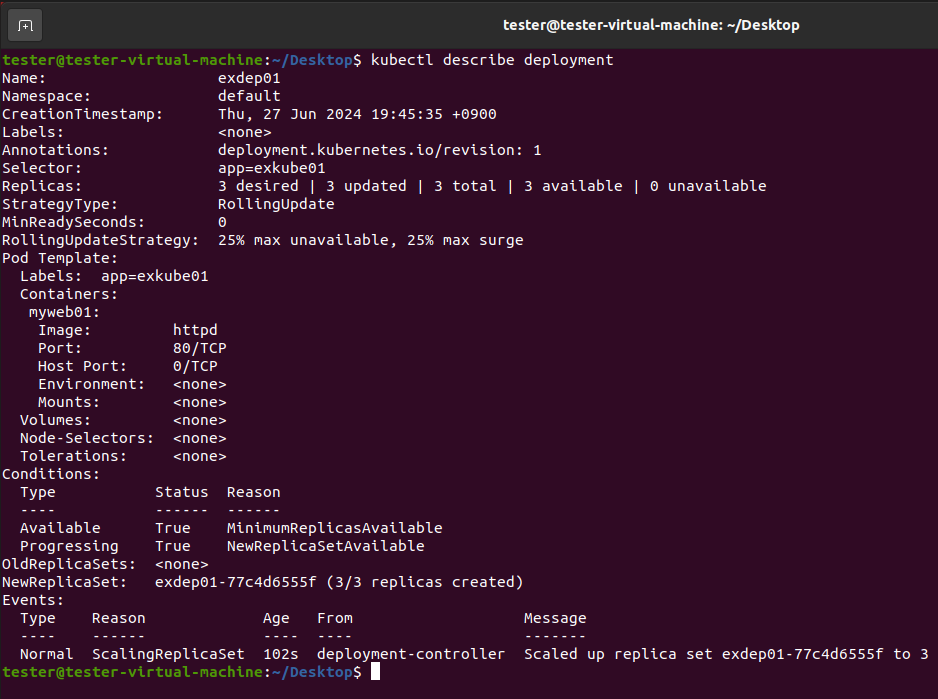 tester@tester-virtual-machine: ~/Desktop
tester@tester-virtual-machine:~/Desktop$ kubectl describe deployment
Name:                   exdep01
Namespace:              default
CreationTimestamp:      Thu, 27 Jun 2024 19:45:35 +0900
Labels:                 <none>
Annotations:            deployment.kubernetes.io/revision: 1
Selector:               app=exkube01
Replicas:               3 desired | 3 updated | 3 total | 3 available | 0 unavailable
StrategyType:           RollingUpdate
MinReadySeconds:        0
RollingUpdateStrategy:  25% max unavailable, 25% max surge
Pod Template:
  Labels:  app=exkube01
  Containers:
   myweb01:
    Image:         httpd
    Port:          80/TCP
    Host Port:     0/TCP
    Environment:   <none>
    Mounts:        <none>
  Volumes:         <none>
  Node-Selectors:  <none>
  Tolerations:     <none>
Conditions:
  Type           Status  Reason
  ----           ------  ------
  Available      True    MinimumReplicasAvailable
  Progressing    True    NewReplicaSetAvailable
OldReplicaSets:  <none>
NewReplicaSet:   exdep01-77c4d6555f (3/3 replicas created)
Events:
  Type    Reason             Age   From                   Message
  ----    ------             ----  ----                   -------
  Normal  ScalingReplicaSet  102s  deployment-controller  Scaled up replica set exdep01-77c4d6555f to 3
tester@tester-virtual-machine:~/Desktop$